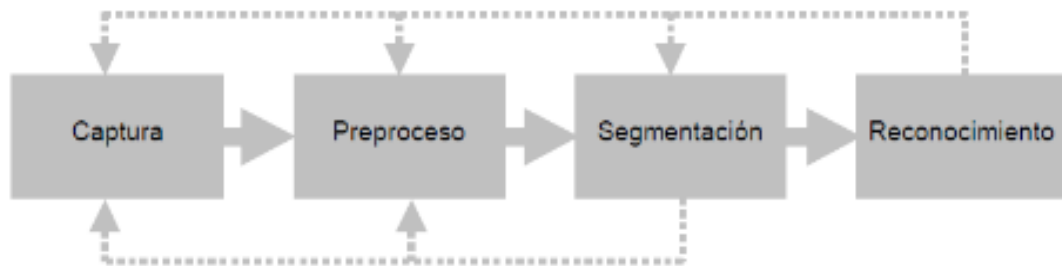 Captura
Preproceso
Segmentación
Reconocimiento